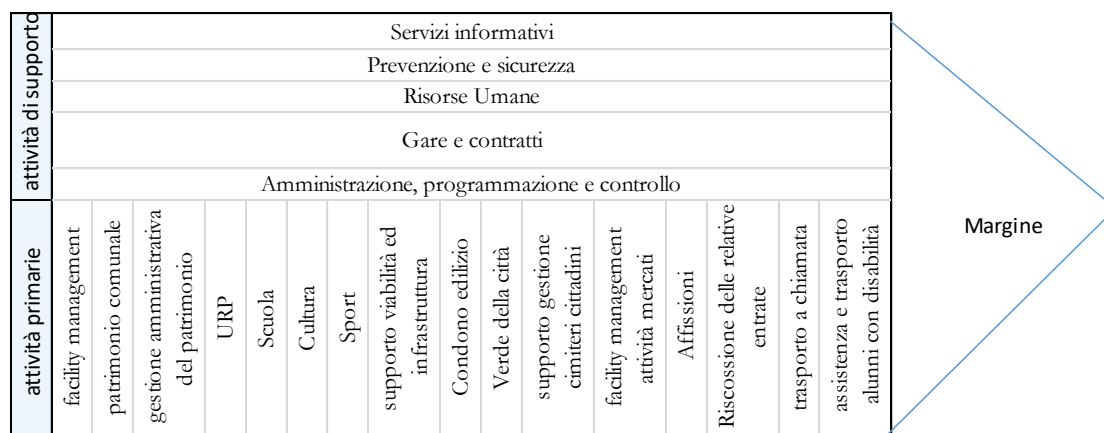 attività di supporto
Servizi informativi
Prevenzione e sicurezza
Risorse Umane
Gare e contratti
Amministrazione, programmazione e controllo
attività primarie
facility management
patrimonio comunale
gestione amministrativa
del patrimonio
URP
Scuola
Cultura
Sport
supporto viabilità ed
infrastruttura
Condono edilizio
Verde della città
supporto gestione
cimiteri cittadini
facility management
attività mercati
Affissioni
Riscossione delle relative
entrate
trasporto a chiamata
assistenza e trasporto
alunni con disabilità
Margine